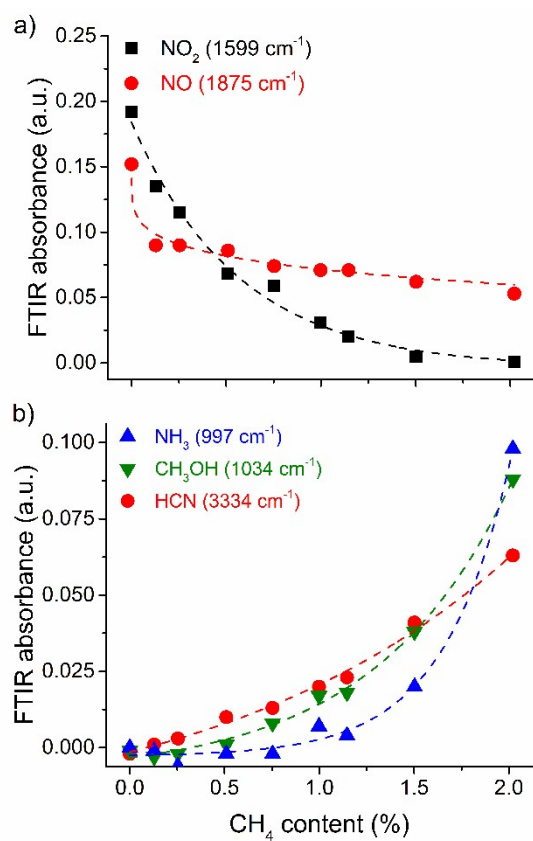 a)
0.25
0.20
0.15
0.10
0.05
0.00
FTIR absorbance (a.u.)
NO₂ (1599 cm⁻¹)
NO (1875 cm⁻¹)
b)
0.100
0.075
0.050
0.025
0.000
FTIR absorbance (a.u.)
NH₃ (997 cm⁻¹)
CH₃OH (1034 cm⁻¹)
HCN (3334 cm⁻¹)
0.0 0.5 1.0 1.5 2.0
CH₄ content (%)